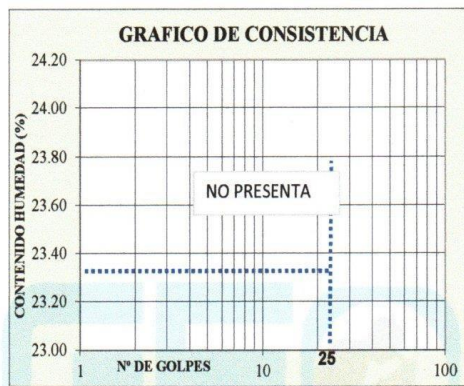 GRAFICO DE CONSISTENCIA
CONTENIDO HUMEDAD (%)
24.20
24.00
23.80
23.60
23.40
23.20
23.00
NO PRESENTA
1
Nº DE GOLPES
10
25
100